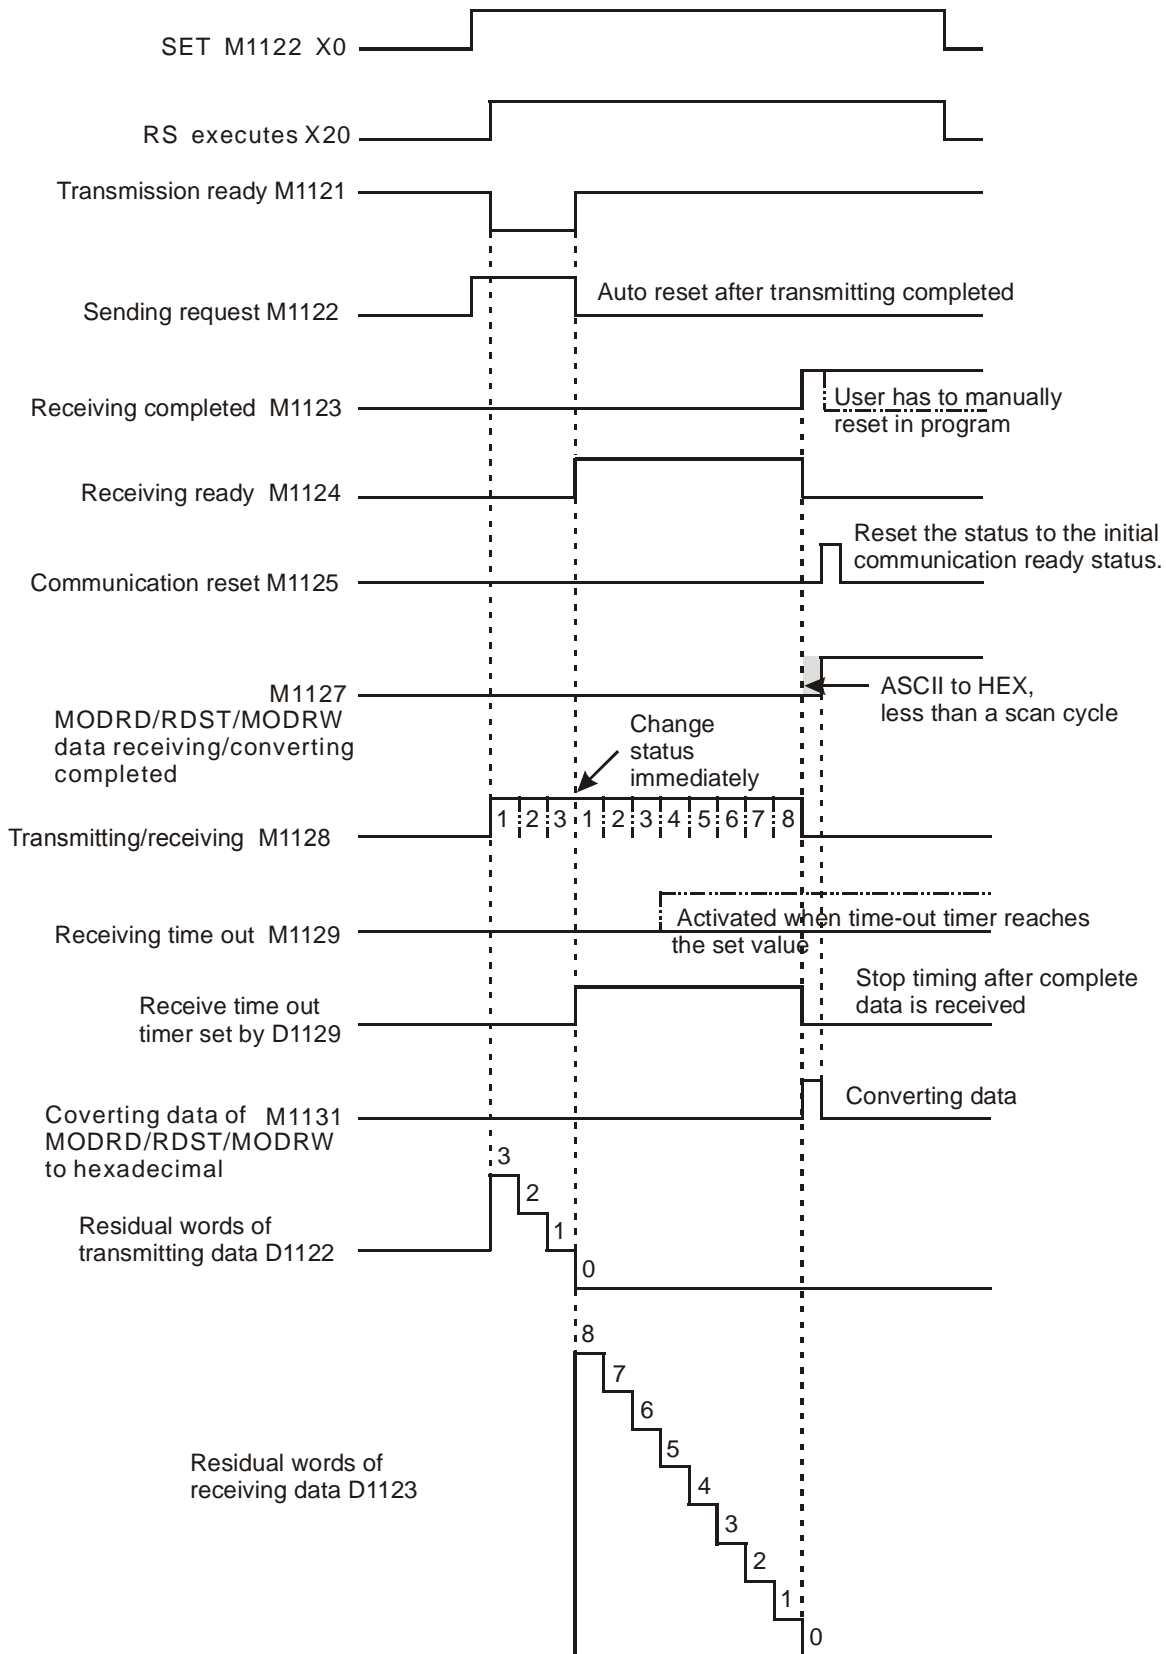 SET M1122 X0
RS executes X20
Transmission ready M1121
Sending request M1122
Auto reset after transmitting completed
Receiving completed M1123
User has to manually
reset in program
Receiving ready M1124
Reset the status to the initial
communication ready status.
Communication reset M1125
M1127
MODRD/RDST/MODRW
data receiving/converting
completed
ASCII to HEX,
less than a scan cycle
Change
status
immediately
Transmitting/receiving M1128
1 2 3 1 2 3 4 5 6 7 8
Receiving time out M1129
Activated when time-out timer reaches
the set value
Receive time out
timer set by D1129
Stop timing after complete
data is received
Coverting data of M1131
MODRD/RDST/MODRW
to hexadecimal
Converting data
Residual words of
transmitting data D1122
3
2
1
0
Residual words of
receiving data D1123
8
7
6
5
4
3
2
1
0